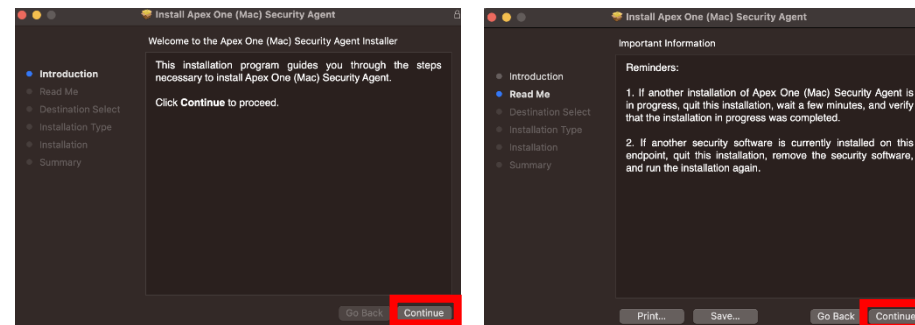 Install Apex One (Mac) Security Agent
Welcome to the Apex One (Mac) Security Agent Installer
Introduction
Read Me
Destination Select
Installation Type
Installation
Summary
This installation program guides you through the steps
necessary to install Apex One (Mac) Security Agent.
Click Continue to proceed.
Go Back
Continue
Install Apex One (Mac) Security Agent
Important Information
Introduction
Read Me
Destination Select
Installation Type
Installation
Summary
Reminders:
1. If another installation of Apex One (Mac) Security Agent is
in progress, quit this installation, wait a few minutes, and verify
that the installation in progress was completed.
2. If another security software is currently installed on this
endpoint, quit this installation, remove the security software,
and run the installation again.
Print...
Save...
Go Back
Continue